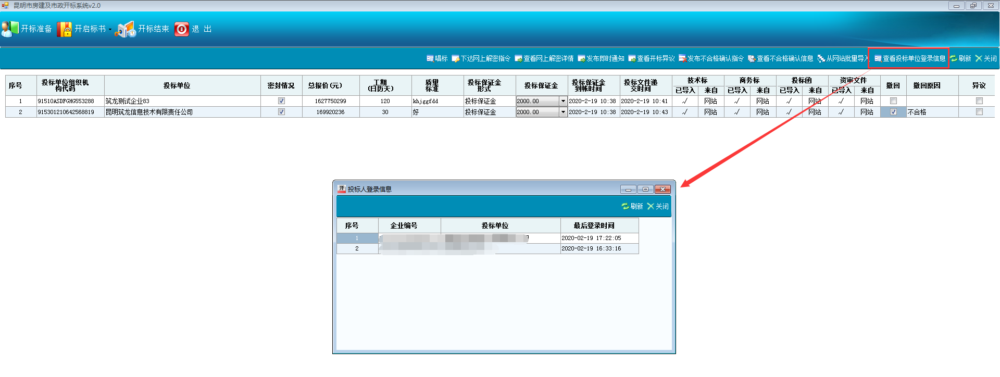 昆明市房建及市政开标系统v2.0
开标准备 开启标书 开标结束 退 出
唱标 下达网上解密指令 查看网上解密详情 发布即时通知 查看开标异议 发布不合格确认指令 查看不合格确认信息 从网站批量导入 查看投标单位登录信息 刷新 关闭
序号 投标单位组织机构代码 投标单位 密封情况 总报价(元) 工期(日历天) 质量标准 投标保证金形式 投标保证金 投标保证金到帐时间 投标文件递交时间 技术标 商务标 投标函 资审文件 撤回 撤回原因 异议
已导入 来自 已导入 来自 已导入 来自 已导入 来自
1 91510ASDFGHG553288 筑龙测试企业83 1627750299 120 khjggfdd 投标保证金 2000.00 2020-2-19 10:38 2020-2-19 10:41 √ 网站 √ 网站 √ 网站 √ 网站
2 915301210642568819 昆明筑龙信息技术有限责任公司 169920236 30 好 投标保证金 2000.00 2020-2-19 10:38 2020-2-19 10:43 √ 网站 √ 网站 √ 网站 √ 网站 不合格
开 投标人登录信息
刷新 关闭
序号 企业编号 投标单位 最后登录时间
1 2020-02-19 17:22:05
2 2020-02-19 16:33:16